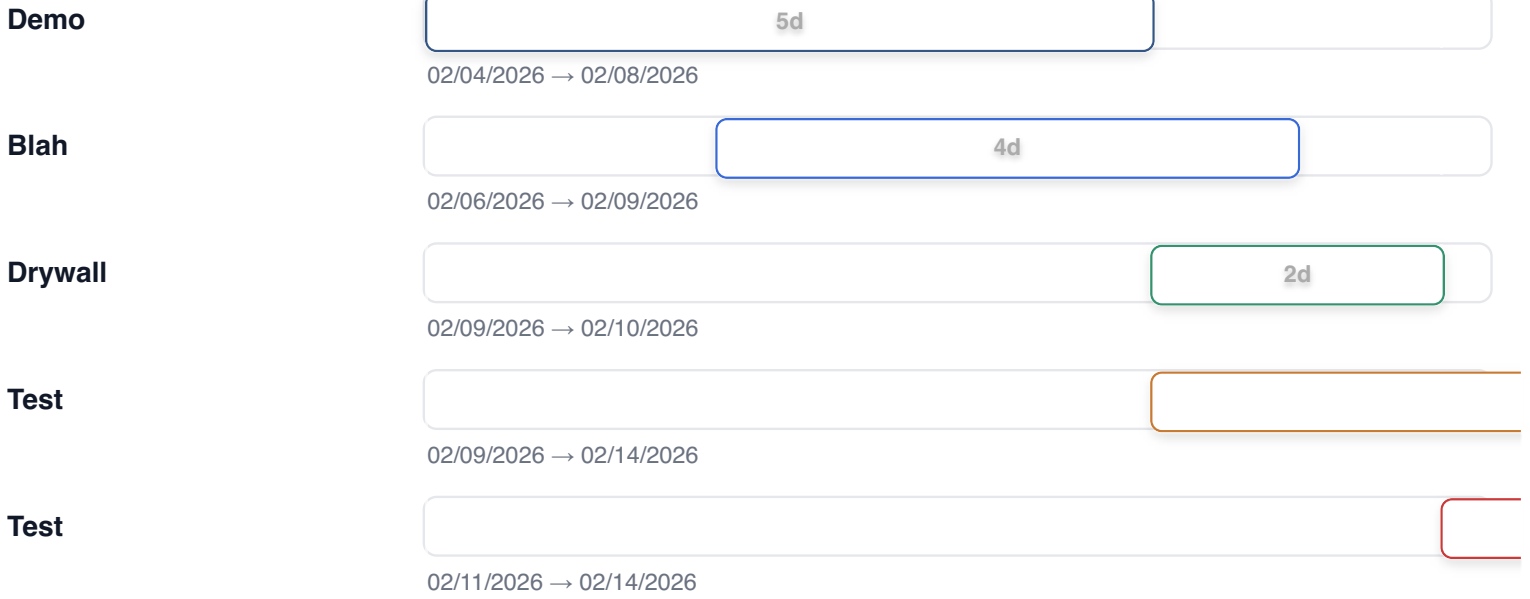 Demo
5d
02/04/2026 → 02/08/2026
Blah
4d
02/06/2026 → 02/09/2026
Drywall
2d
02/09/2026 → 02/10/2026
Test
02/09/2026 → 02/14/2026
Test
02/11/2026 → 02/14/2026